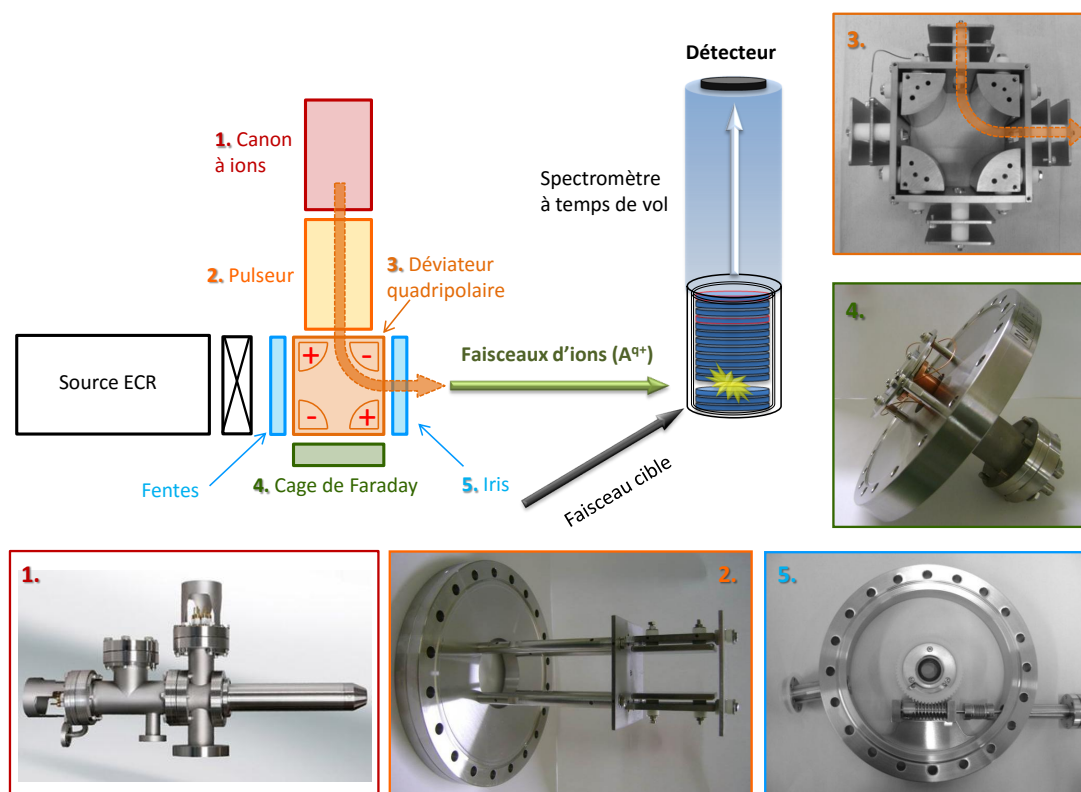 Détecteur
3.
1. Canon
à ions
Spectromètre
à temps de vol
2. Pulseur
3. Déviateur
quadripolaire
+ -
- +
Source ECR
Faisceaux d'ions (A^q+)
4.
Fentes
4. Cage de Faraday
5. Iris
Faisceau cible
1.
2.
5.